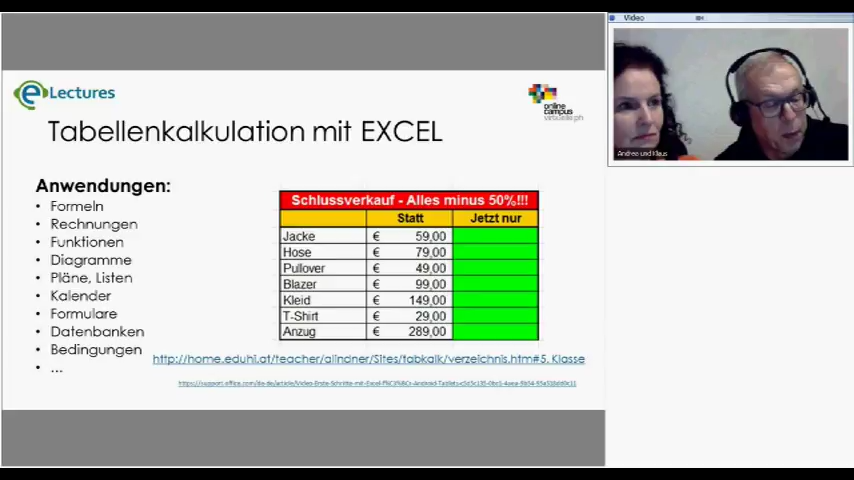 Video
eLectures
online
campus
virtuelle ph
Tabellenkalkulation mit EXCEL
Andrea und Klaus
Anwendungen:
• Formeln
• Rechnungen
• Funktionen
• Diagramme
• Pläne, Listen
• Kalender
• Formulare
• Datenbanken
• Bedingungen
• ...
Schlussverkauf - Alles minus 50%!!!
Statt Jetzt nur
Jacke € 59,00
Hose € 79,00
Pullover € 49,00
Blazer € 99,00
Kleid € 149,00
T-Shirt € 29,00
Anzug € 289,00
http://home.eduhi.at/teacher/alindner/Sites/tabkalk/verzeichnis.htm#5. Klasse